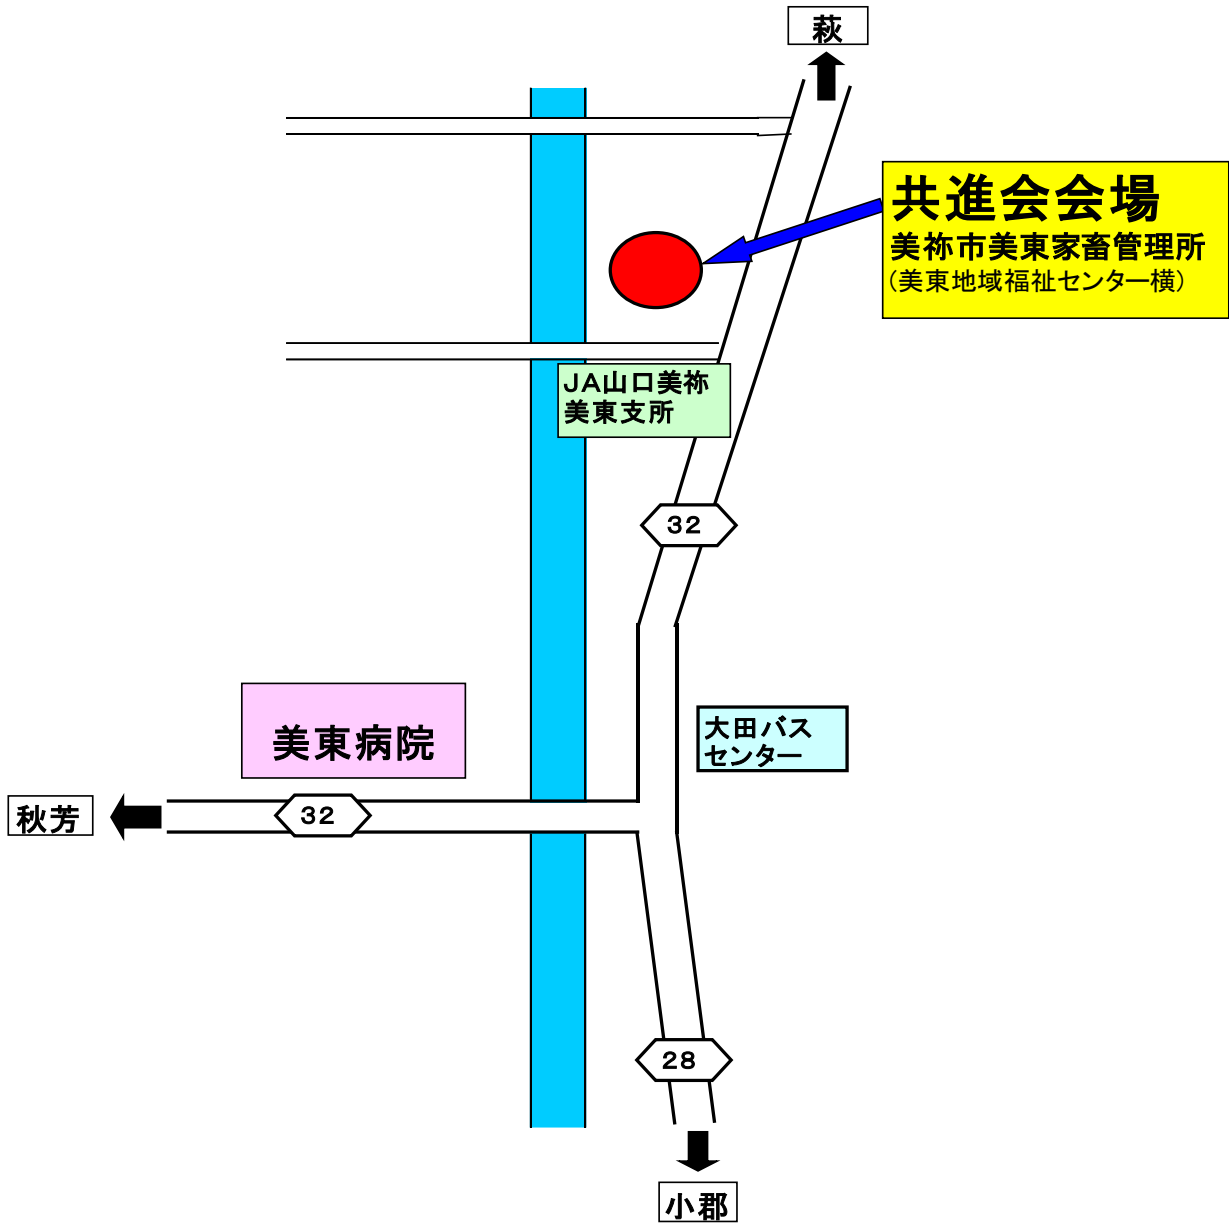 萩
共進会会場
美祢市美東家畜管理所
（美東地域福祉センター横）
ＪＡ山口美祢
美東支所
３２
美東病院
大田バス
センター
秋芳
３２
２８
小郡